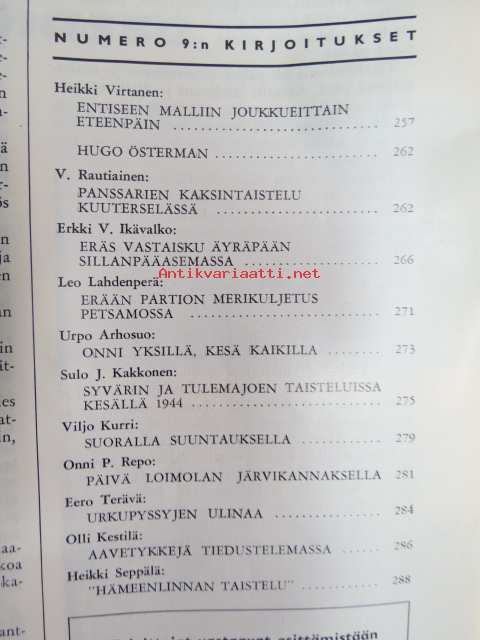 NUMERO 9:n KIRJOITUKSET
Heikki Virtanen:
ENTISEEN MALLIIN JOUKKUEITTAIN
ETEENPÄIN ........................ 257
HUGO ÖSTERMAN .................... 262
V. Rautiainen:
PANSSARIEN KAKSINTAISTELU
KUUTERSELÄSSÄ .................... 262
Erkki V. Ikävalko:
ERÄS VASTAISKU ÄYRÄPÄÄN
SILLANPÄÄASEMASSA ................ 266
Antikvariaatti.net
Leo Lahdenperä:
ERÄÄN PARTION MERIKULJETUS
PETSAMOSSA ....................... 271
Urpo Arhosuo:
ONNI YKSILLÄ, KESÄ KAIKILLA ...... 273
Sulo J. Kakkonen:
SYVÄRIN JA TULEMAJOEN TAISTELUISSA
KESÄLLÄ 1944 ..................... 275
Viljo Kurri:
SUORALLA SUUNTAUKSELLA ........... 279
Onni P. Repo:
PÄIVÄ LOIMOLAN JÄRVIKANNAKSELLA 281
Eero Terävä:
URKUPYSSYJEN ULINAA .............. 284
Olli Kestilä:
AAVETYKKEJÄ TIEDUSTELEMASSA ...... 286
Heikki Seppälä:
"HÄMEENLINNAN TAISTELU" .......... 288